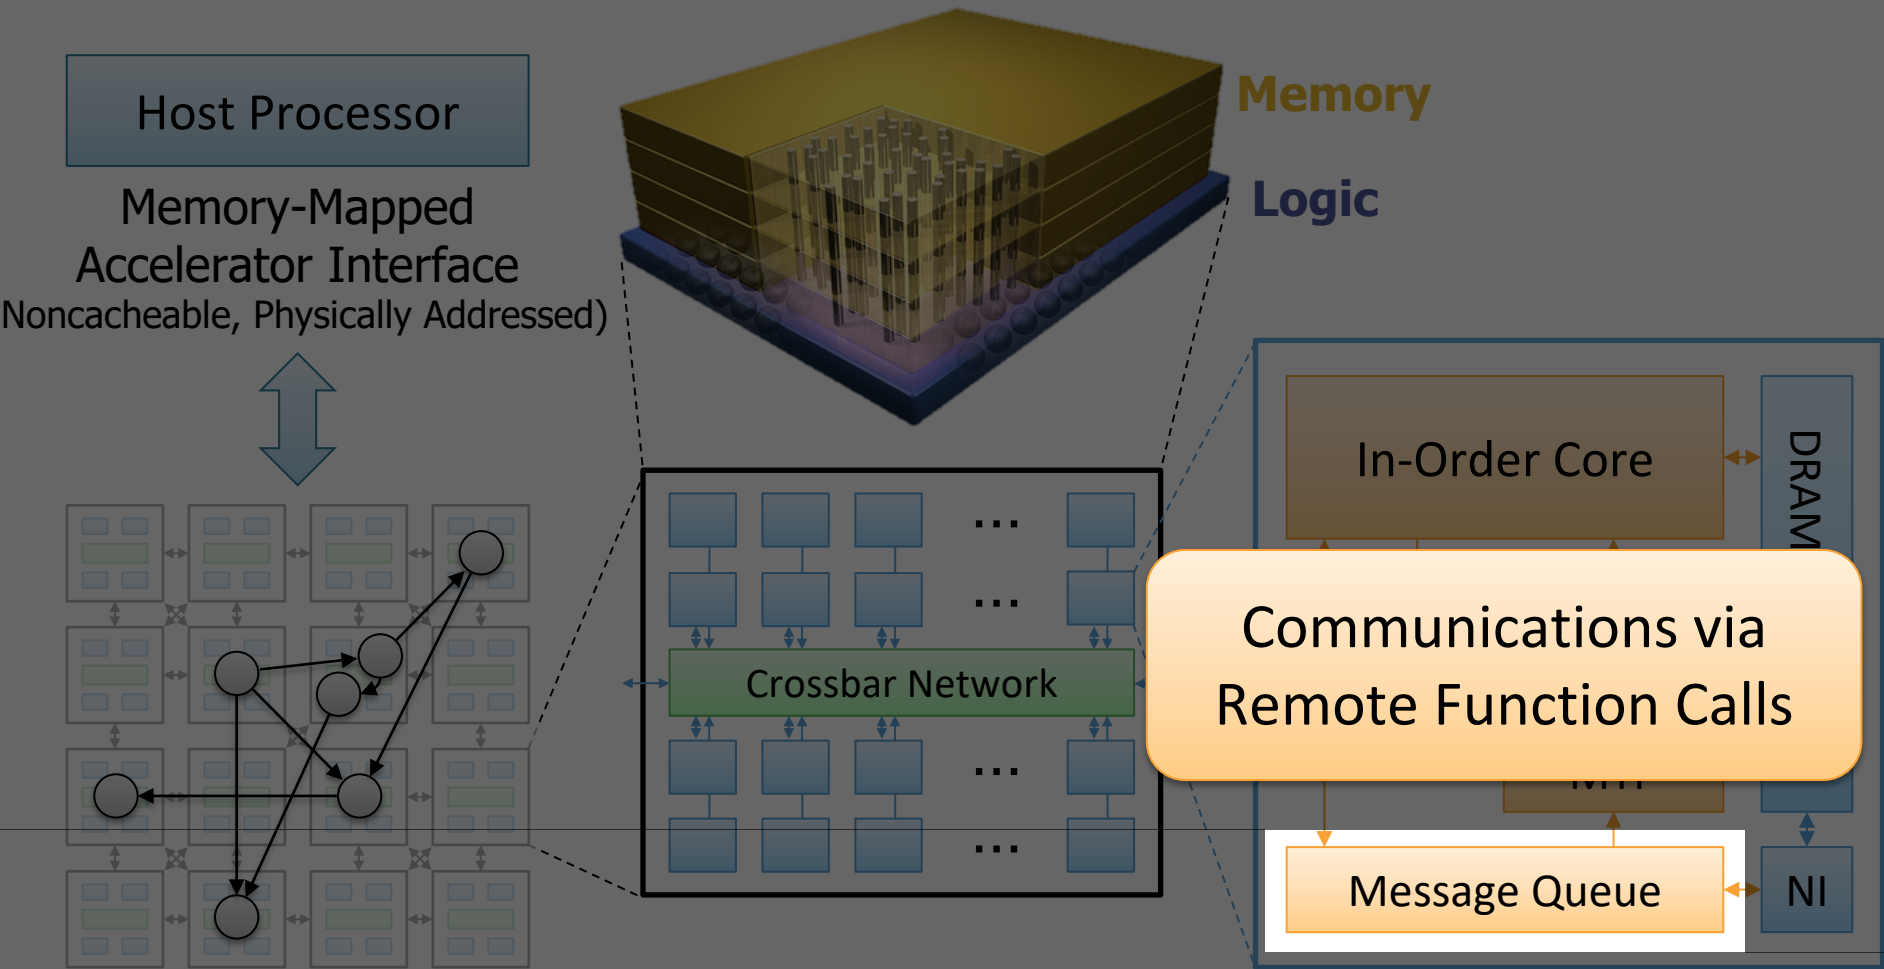 Host Processor
Memory-Mapped
Accelerator Interface
Noncacheable, Physically Addressed)
Memory
Logic
In-Order Core
DRAM
...
...
Crossbar Network
...
...
Communications via
Remote Function Calls
Message Queue
NI